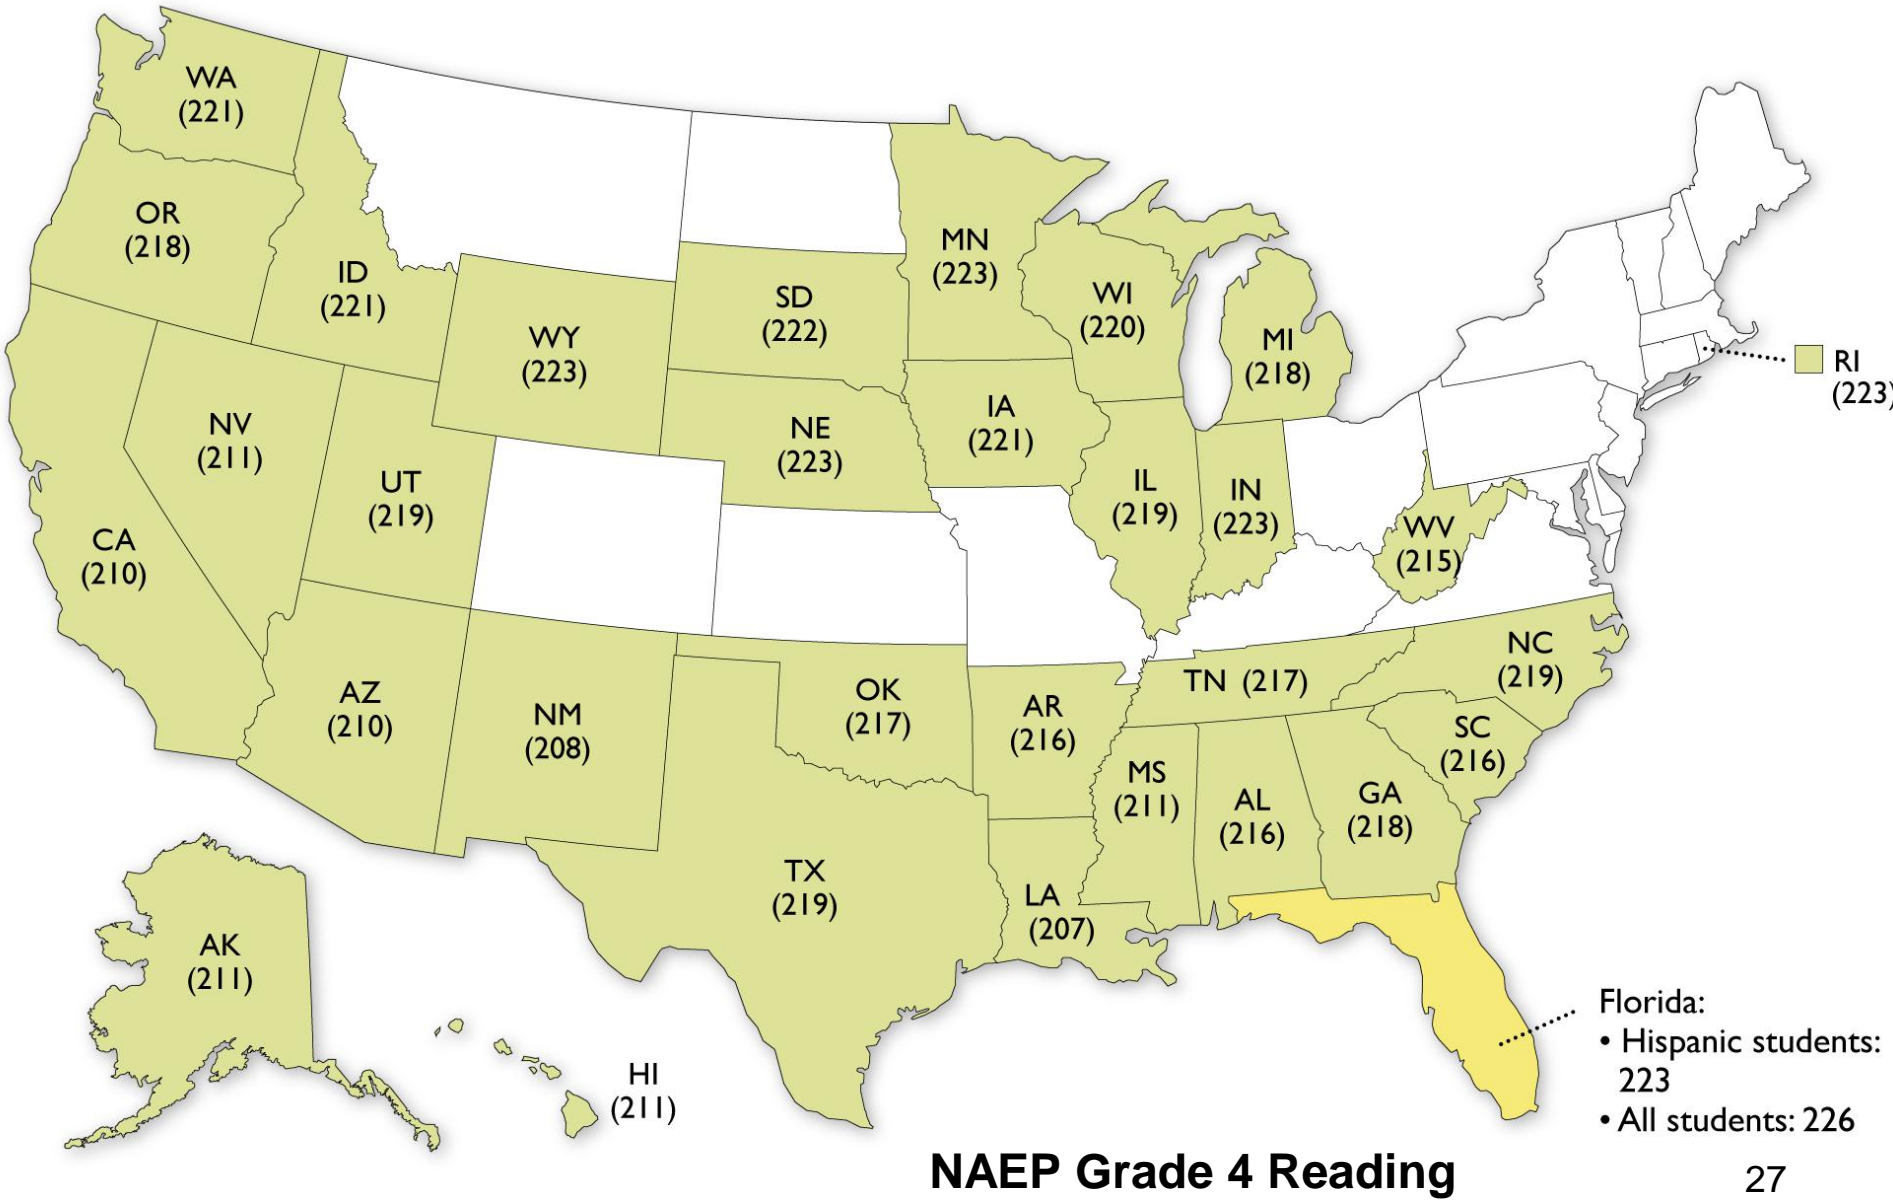 WA
(221)
OR
(218)
ID
(221)
MN
(223)
SD
(222)
WI
(220)
WY
(223)
MI
(218)
RI
(223)
NV
(211)
NE
(223)
IA
(221)
UT
(219)
IL
(219)
IN
(223)
WV
(215)
CA
(210)
AZ
(210)
NM
(208)
OK
(217)
AR
(216)
TN (217)
NC
(219)
SC
(216)
MS
(211)
AL
(216)
GA
(218)
TX
(219)
LA
(207)
AK
(211)
HI
(211)
Florida:
• Hispanic students:
223
• All students: 226
NAEP Grade 4 Reading
27